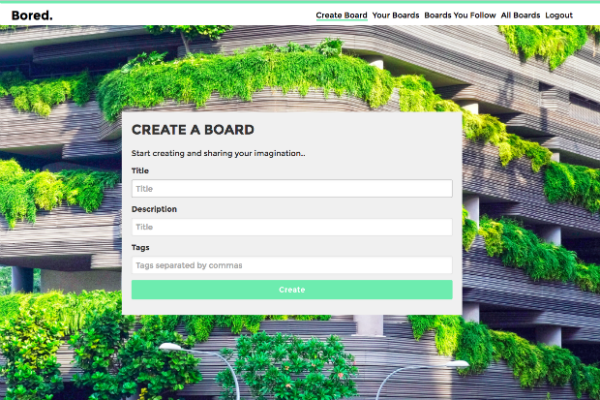 Bored.
Create Board Your Boards Boards You Follow All Boards Logout
CREATE A BOARD
Start creating and sharing your imagination..
Title
Title
Description
Title
Tags
Tags separated by commas
Create